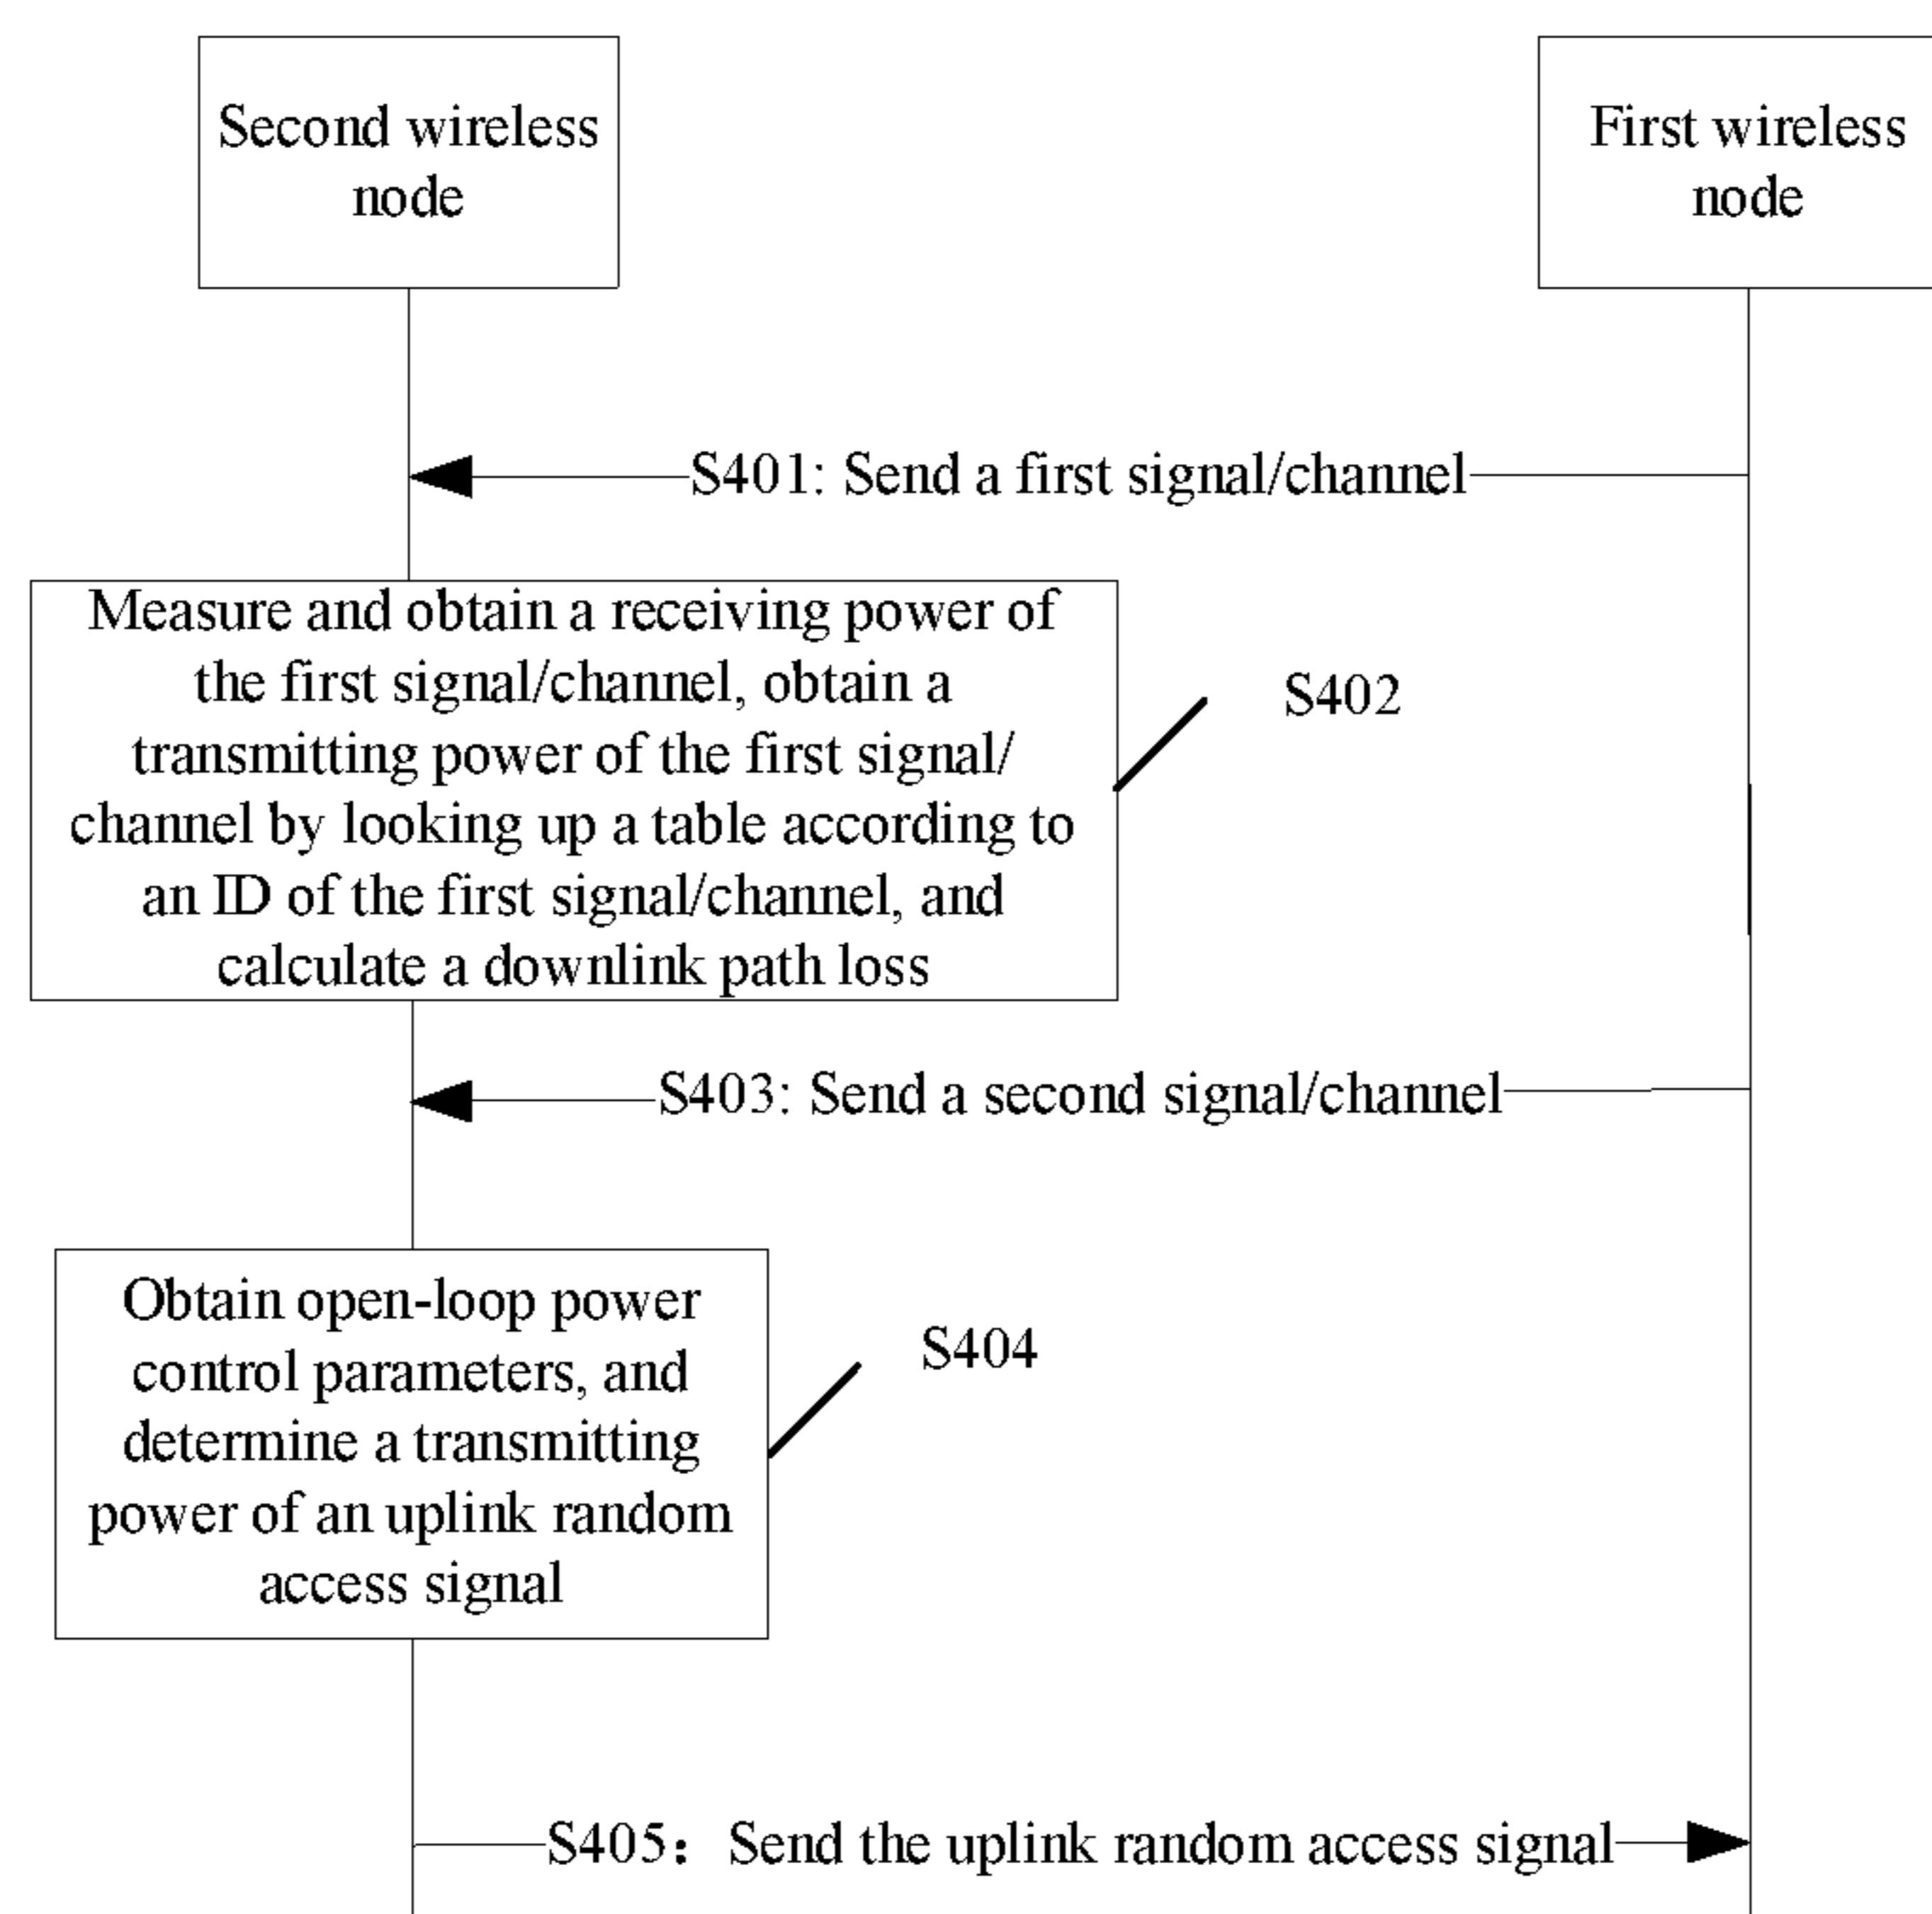 Second wireless
node
First wireless
node
S401: Send a first signal/channel
Measure and obtain a receiving power of
the first signal/channel, obtain a
transmitting power of the first signal/
channel by looking up a table according to
an ID of the first signal/channel, and
calculate a downlink path loss
S402
S403: Send a second signal/channel
Obtain open-loop power
control parameters, and
determine a transmitting
power of an uplink random
access signal
S404
S405： Send the uplink random access signal